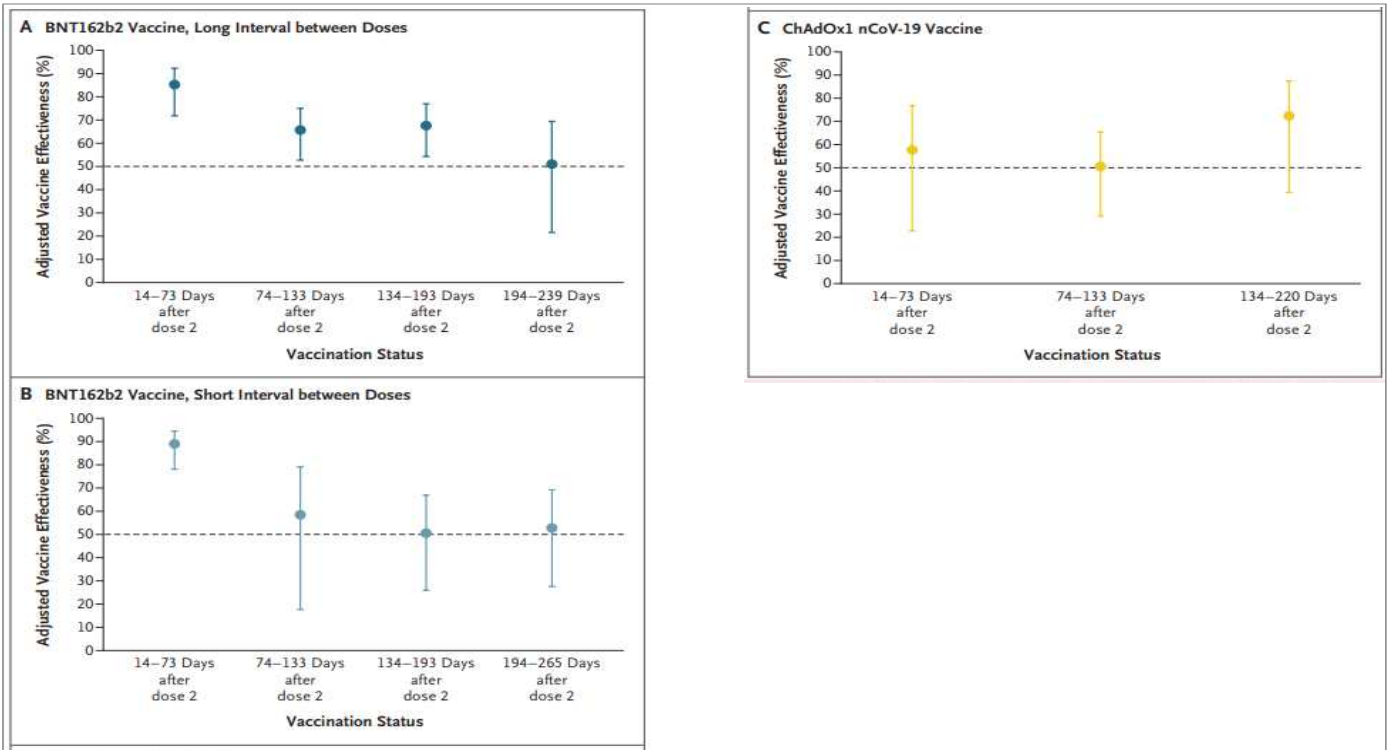 A BNT162b2 Vaccine, Long Interval between Doses
Adjusted Vaccine Effectiveness (%)
100
90
80
70
60
50
40
30
20
10
0
14–73 Days after dose 2
74–133 Days after dose 2
134–193 Days after dose 2
194–239 Days after dose 2
Vaccination Status
B BNT162b2 Vaccine, Short Interval between Doses
Adjusted Vaccine Effectiveness (%)
100
90
80
70
60
50
40
30
20
10
0
14–73 Days after dose 2
74–133 Days after dose 2
134–193 Days after dose 2
194–265 Days after dose 2
Vaccination Status
C ChAdOx1 nCoV-19 Vaccine
Adjusted Vaccine Effectiveness (%)
100
90
80
70
60
50
40
30
20
10
0
14–73 Days after dose 2
74–133 Days after dose 2
134–220 Days after dose 2
Vaccination Status